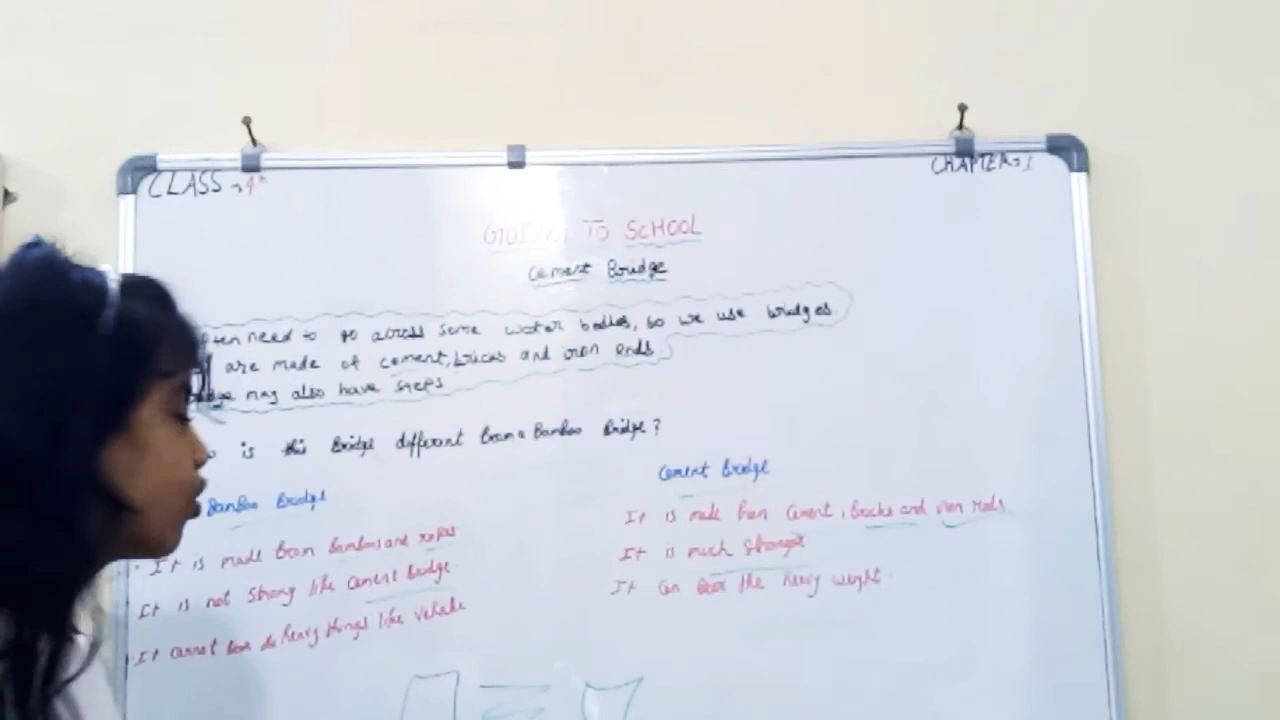 CLASS → 4th
CHAPTER:1
GOING TO SCHOOL
Cement Bridge
need to go across some water bodies, so we use bridges
are made of cement, bricks and iron ends
may also have steps
is this Bridge different from a Bamboo Bridge?
Bamboo Bridge
It is made from bamboos and ropes
It is not strong like cement bridge
It cannot bear heavy things like vehicle
Cement Bridge
It is made from Cement, Bricks and iron rods
It is much stronger
It can bear the heavy weight